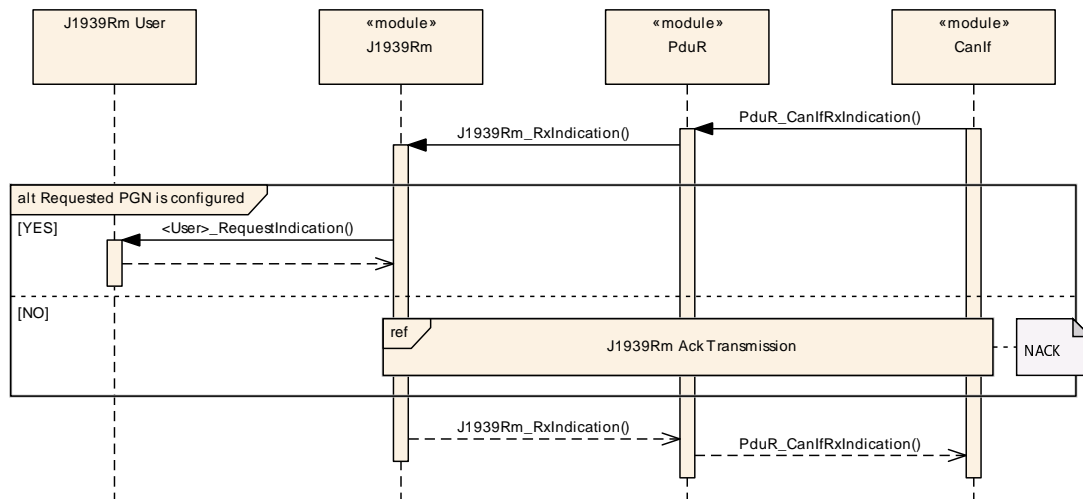 J1939Rm User
«module»
J1939Rm
«module»
PduR
«module»
CanIf
PduR_CanIfRxIndication()
J1939Rm_RxIndication()
alt Requested PGN is configured
[YES]
<User>_RequestIndication()
[NO]
ref
J1939Rm Ack Transmission
NACK
J1939Rm_RxIndication()
PduR_CanIfRxIndication()